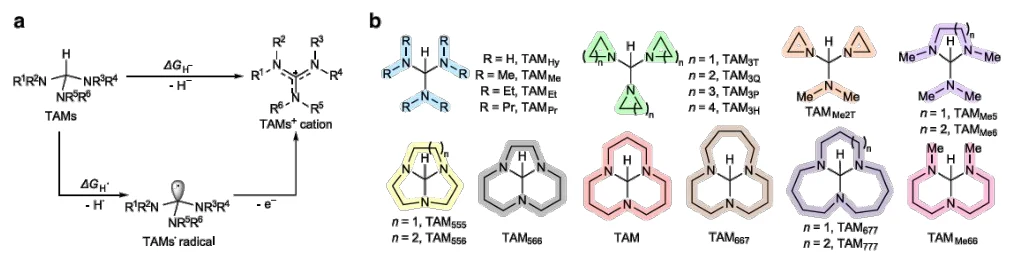 a
H
R¹R²N
NR³R⁴
NR⁵R⁶
TAMs
ΔG_H⁻
- H⁻
R²
R³
N
N
R¹
R⁴
+
N
R⁶
R⁵
TAMs⁺ cation
ΔG_H•
- H•
R¹R²N
NR³R⁴
NR⁵R⁶
TAMs• radical
- e⁻
b
R R
R N H N R
N
R R
R = H, TAM_Hy
R = Me, TAM_Me
R = Et, TAM_Et
R = Pr, TAM_Pr
( )n H ( )n
N N
N
( )n
n = 1, TAM_3T
n = 2, TAM_3Q
n = 3, TAM_3P
n = 4, TAM_3H
H
N N
N
Me Me
TAM_Me2T
( )n
H
Me N N Me
N
Me Me
n = 1, TAM_Me5
n = 2, TAM_Me6
( )n
H
N N
N
n = 1, TAM_555
n = 2, TAM_556
H
N N
N
TAM_566
H
N N
N
TAM
H
N N
N
TAM_667
( )n
H
N N
N
n = 1, TAM_677
n = 2, TAM_777
Me Me
N H N
N
TAM_Me66